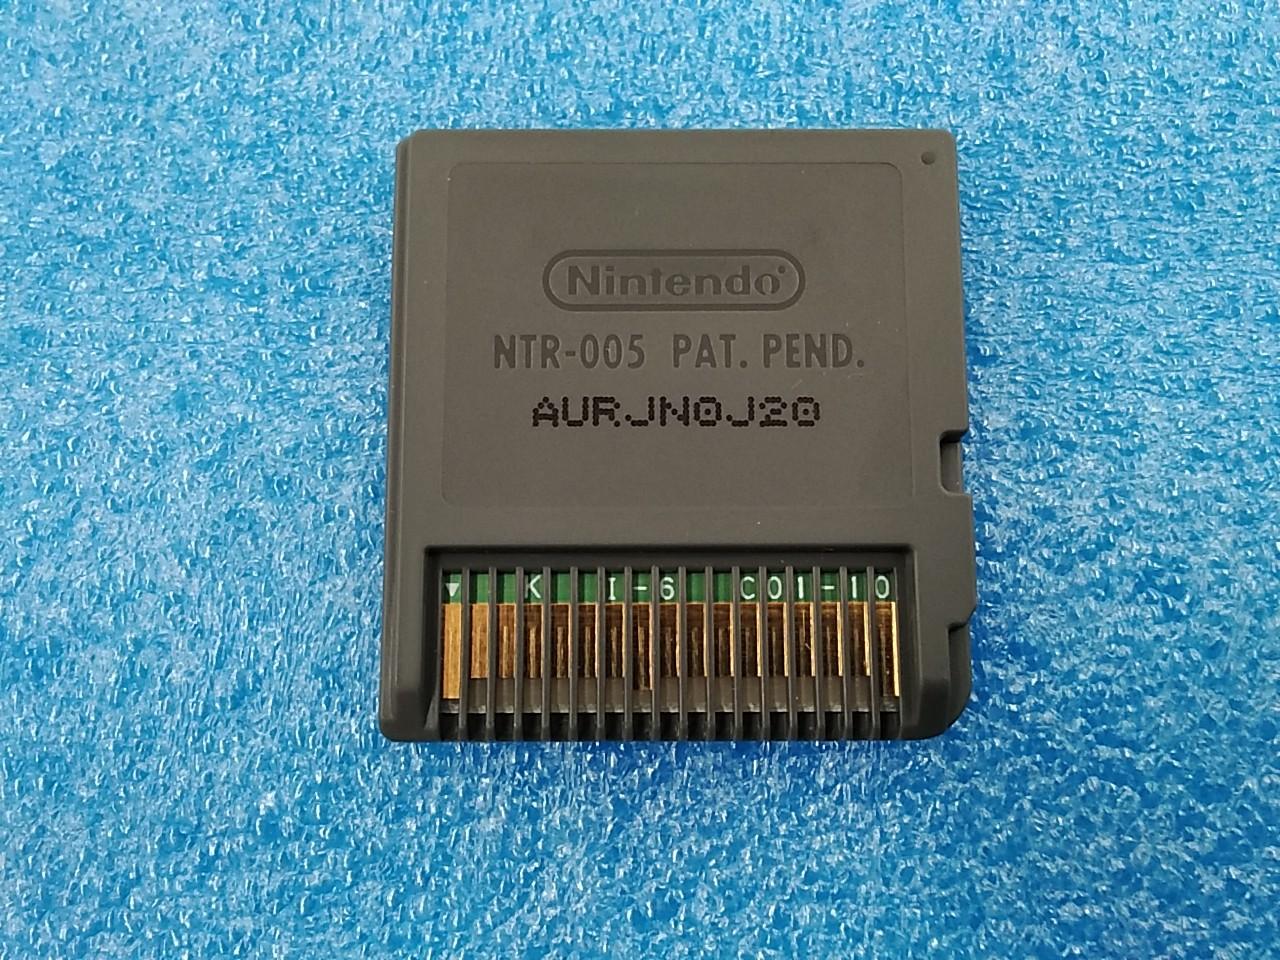 Nintendo®
NTR-005 PAT. PEND.
AURJN0J20
▼ K I-6 C01-10